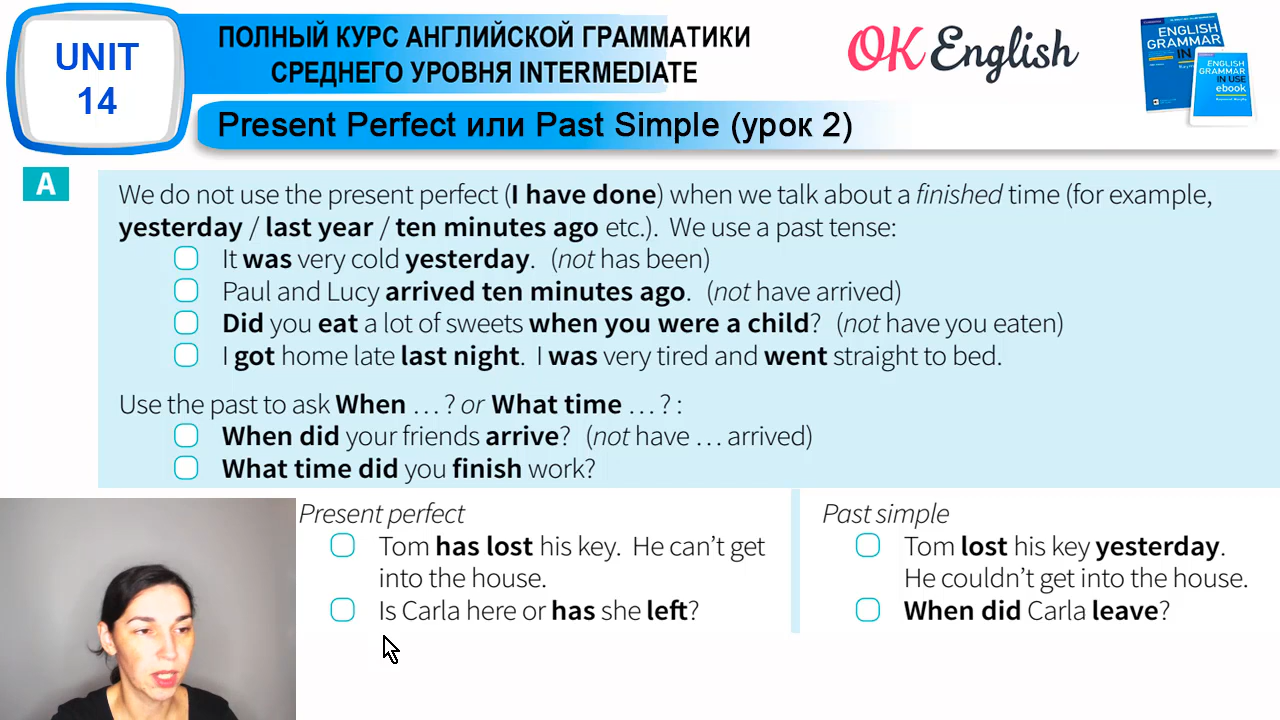 UNIT
14
ПОЛНЫЙ КУРС АНГЛИЙСКОЙ ГРАММАТИКИ
СРЕДНЕГО УРОВНЯ INTERMEDIATE
OK English
ENGLISH
GRAMMAR
IN U
ENGLISH
GRAMMAR
IN USE
ebook
Present Perfect или Past Simple (урок 2)
A
We do not use the present perfect (I have done) when we talk about a finished time (for example,
yesterday / last year / ten minutes ago etc.). We use a past tense:
It was very cold yesterday. (not has been)
Paul and Lucy arrived ten minutes ago. (not have arrived)
Did you eat a lot of sweets when you were a child? (not have you eaten)
I got home late last night. I was very tired and went straight to bed.
Use the past to ask When … ? or What time … ? :
When did your friends arrive? (not have … arrived)
What time did you finish work?
Present perfect
Tom has lost his key. He can't get
into the house.
Is Carla here or has she left?
Past simple
Tom lost his key yesterday.
He couldn't get into the house.
When did Carla leave?